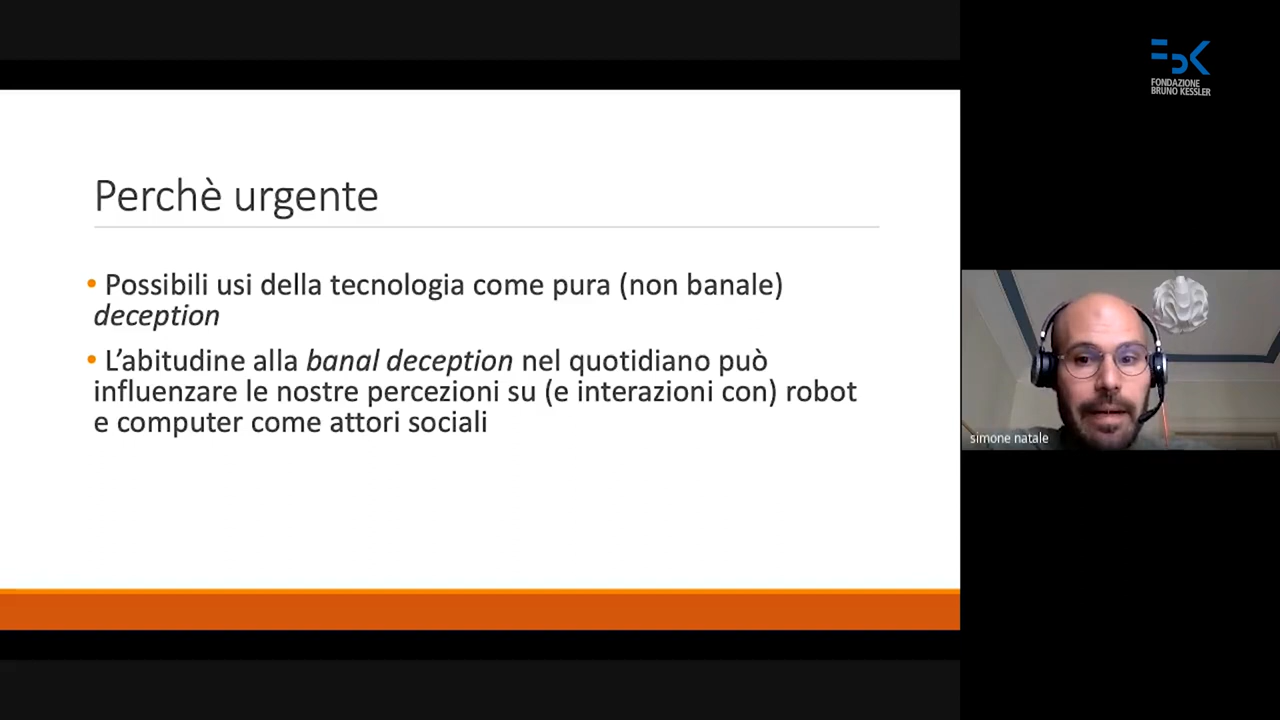 Perchè urgente
• Possibili usi della tecnologia come pura (non banale)
deception
• L’abitudine alla banal deception nel quotidiano può
influenzare le nostre percezioni su (e interazioni con) robot
e computer come attori sociali
FONDAZIONE
BRUNO KESSLER
simone natale